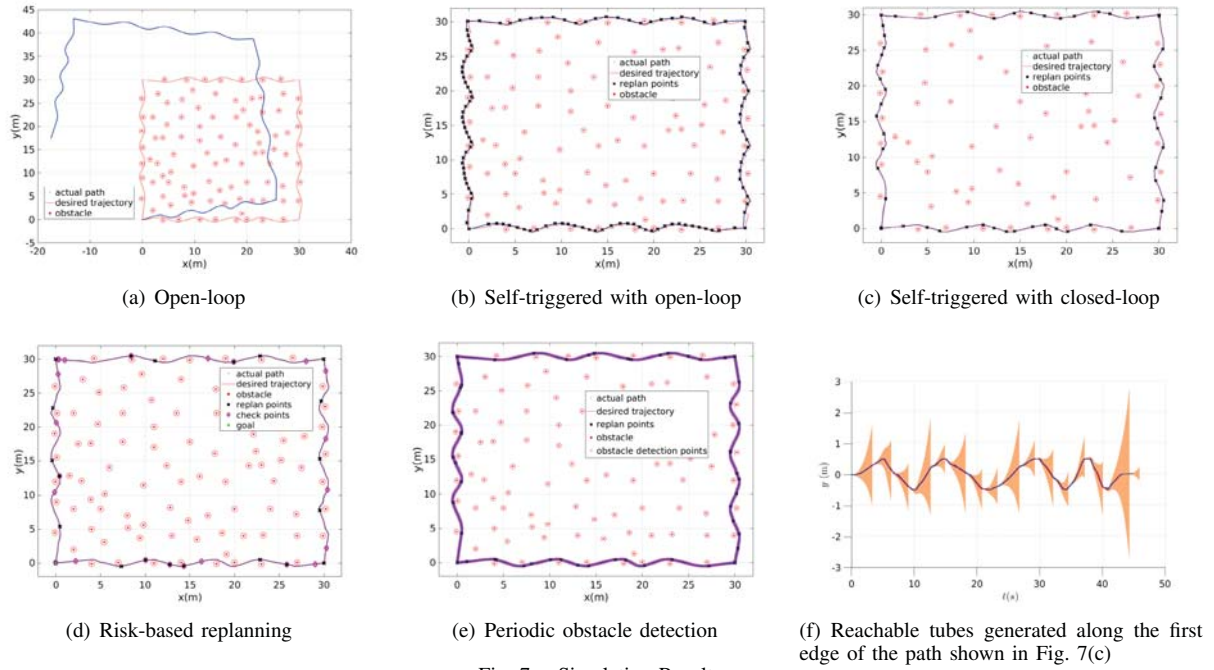 45
40
35
30
25
20
15
10
5
0
-5
y(m)
-20 -10 0 10 20 30 40
x(m)
actual path
desired trajectory
obstacle
(a) Open-loop
30
25
20
15
10
5
0
y(m)
0 5 10 15 20 25 30
x(m)
actual path
desired trajectory
replan points
obstacle
(b) Self-triggered with open-loop
30
25
20
15
10
5
0
y(m)
0 5 10 15 20 25 30
x(m)
actual path
desired trajectory
replan points
obstacle
(c) Self-triggered with closed-loop
30
25
20
15
10
5
0
y(m)
0 5 10 15 20 25 30
x(m)
actual path
desired trajectory
obstacle
replan points
check points
goal
(d) Risk-based replanning
30
25
20
15
10
5
0
y(m)
0 5 10 15 20 25 30
x(m)
actual path
desired trajectory
replan points
obstacle
obstacle detection points
(e) Periodic obstacle detection
3
2
1
0
-1
-2
-3
y (m)
0 10 20 30 40 50
t(s)
(f) Reachable tubes generated along the first
edge of the path shown in Fig. 7(c)